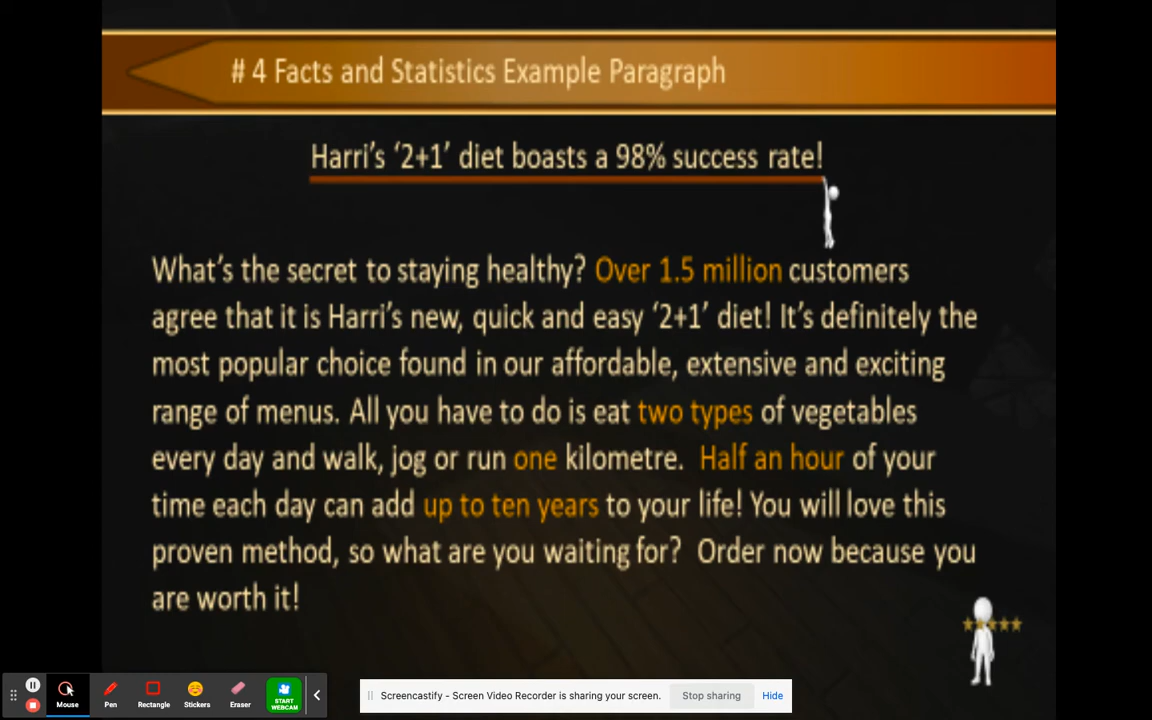 # 4 Facts and Statistics Example Paragraph
Harri's '2+1' diet boasts a 98% success rate!
What's the secret to staying healthy? Over 1.5 million customers
agree that it is Harri's new, quick and easy '2+1' diet! It's definitely the
most popular choice found in our affordable, extensive and exciting
range of menus. All you have to do is eat two types of vegetables
every day and walk, jog or run one kilometre. Half an hour of your
time each day can add up to ten years to your life! You will love this
proven method, so what are you waiting for? Order now because you
are worth it!
Mouse
Pen
Rectangle
Stickers
Eraser
START
WEBCAM
Screencastify - Screen Video Recorder is sharing your screen.
Stop sharing
Hide